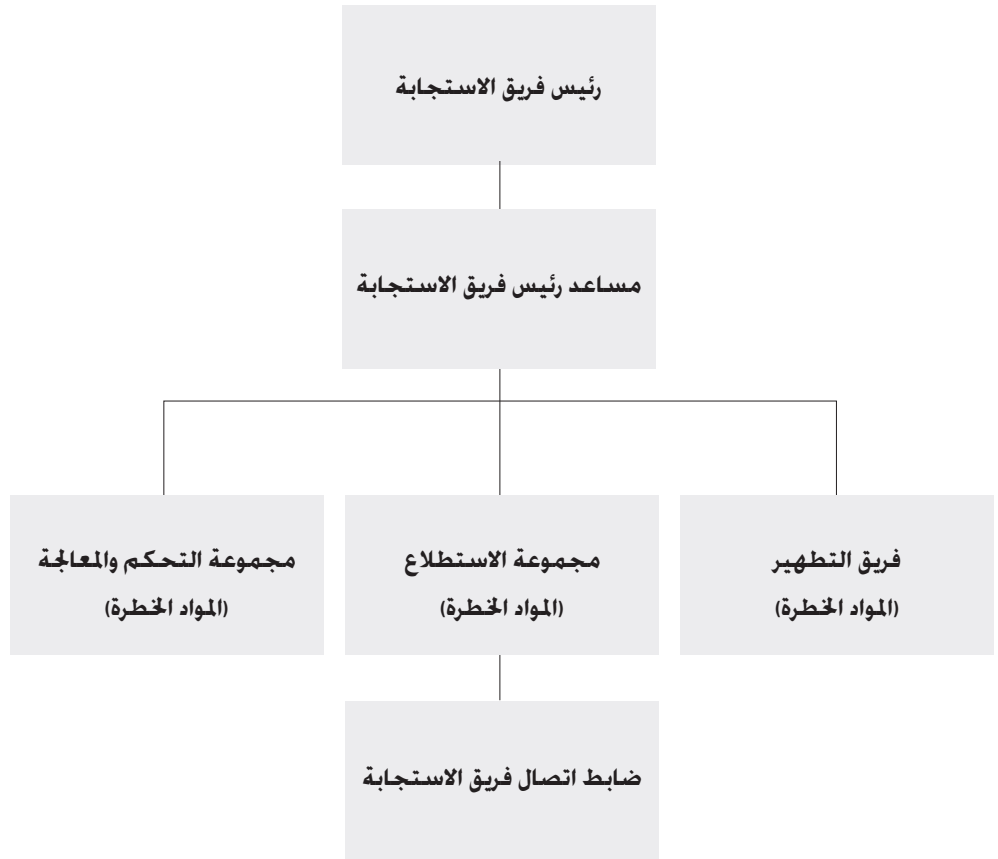 رئيس فريق الاستجابة
مساعد رئيس فريق الاستجابة
فريق التطهير
(المواد الخطرة)
مجموعة الاستطلاع
(المواد الخطرة)
مجموعة التحكم والمعالجة
(المواد الخطرة)
ضابط اتصال فريق الاستجابة